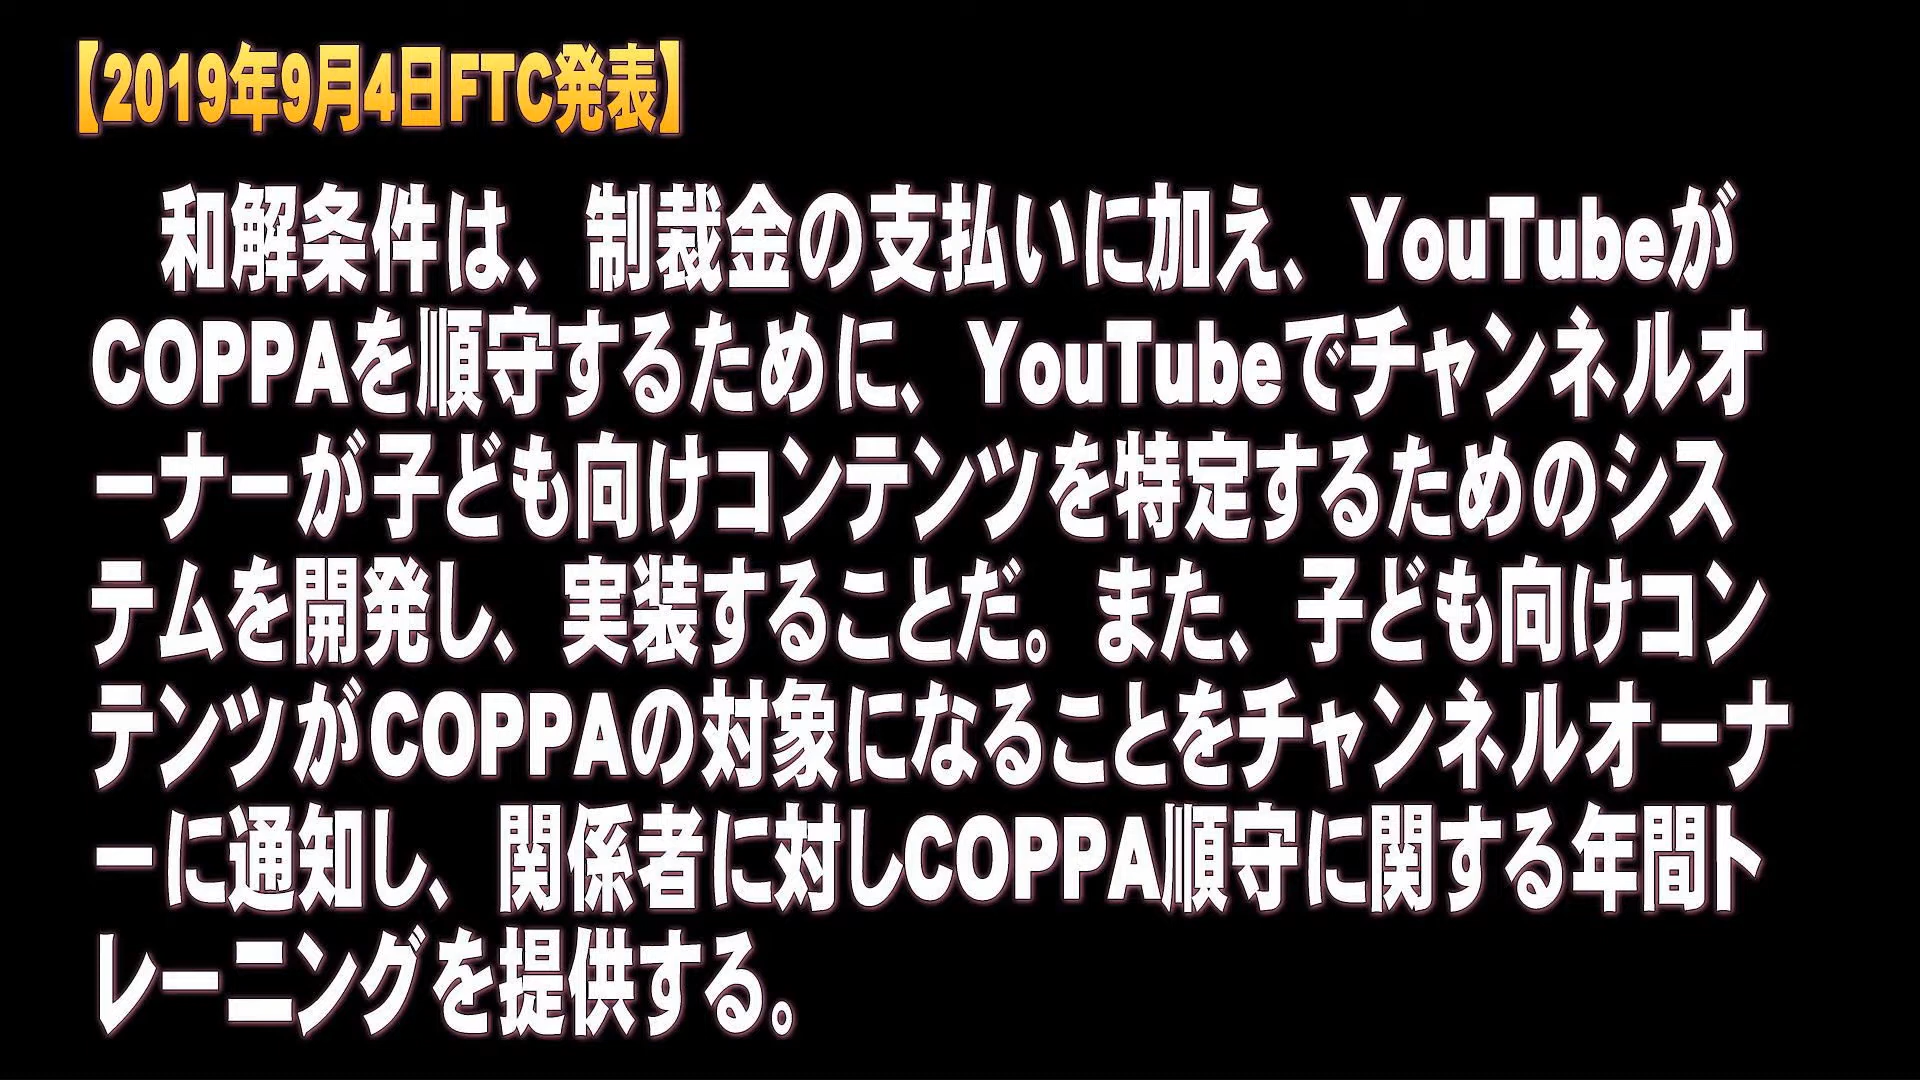 【2019年9月4日FTC発表】
和解条件は、制裁金の支払いに加え、YouTubeが
COPPAを順守するために、YouTubeでチャンネルオ
ーナーが子ども向けコンテンツを特定するためのシス
テムを開発し、実装することだ。また、子ども向けコン
テンツがCOPPAの対象になることをチャンネルオーナ
ーに通知し、関係者に対しCOPPA順守に関する年間ト
レーニングを提供する。